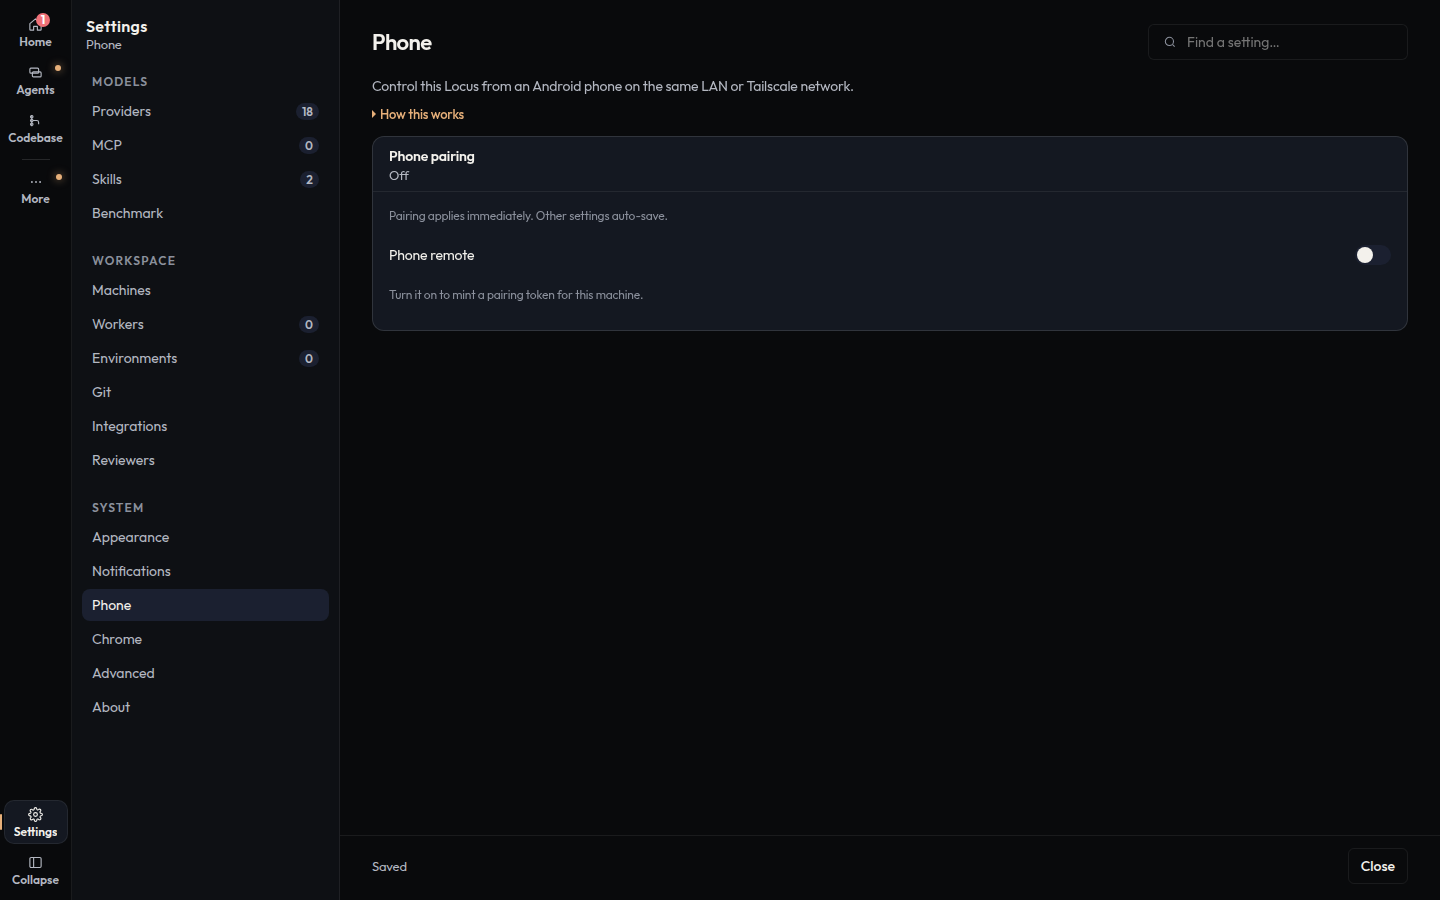 1
Home
Agents
Codebase
More
Settings
Collapse
Settings
Phone
MODELS
Providers 18
MCP 0
Skills 2
Benchmark
WORKSPACE
Machines
Workers 0
Environments 0
Git
Integrations
Reviewers
SYSTEM
Appearance
Notifications
Phone
Chrome
Advanced
About
Phone
Find a setting...
Control this Locus from an Android phone on the same LAN or Tailscale network.
How this works
Phone pairing
Off
Pairing applies immediately. Other settings auto-save.
Phone remote
Turn it on to mint a pairing token for this machine.
Saved
Close